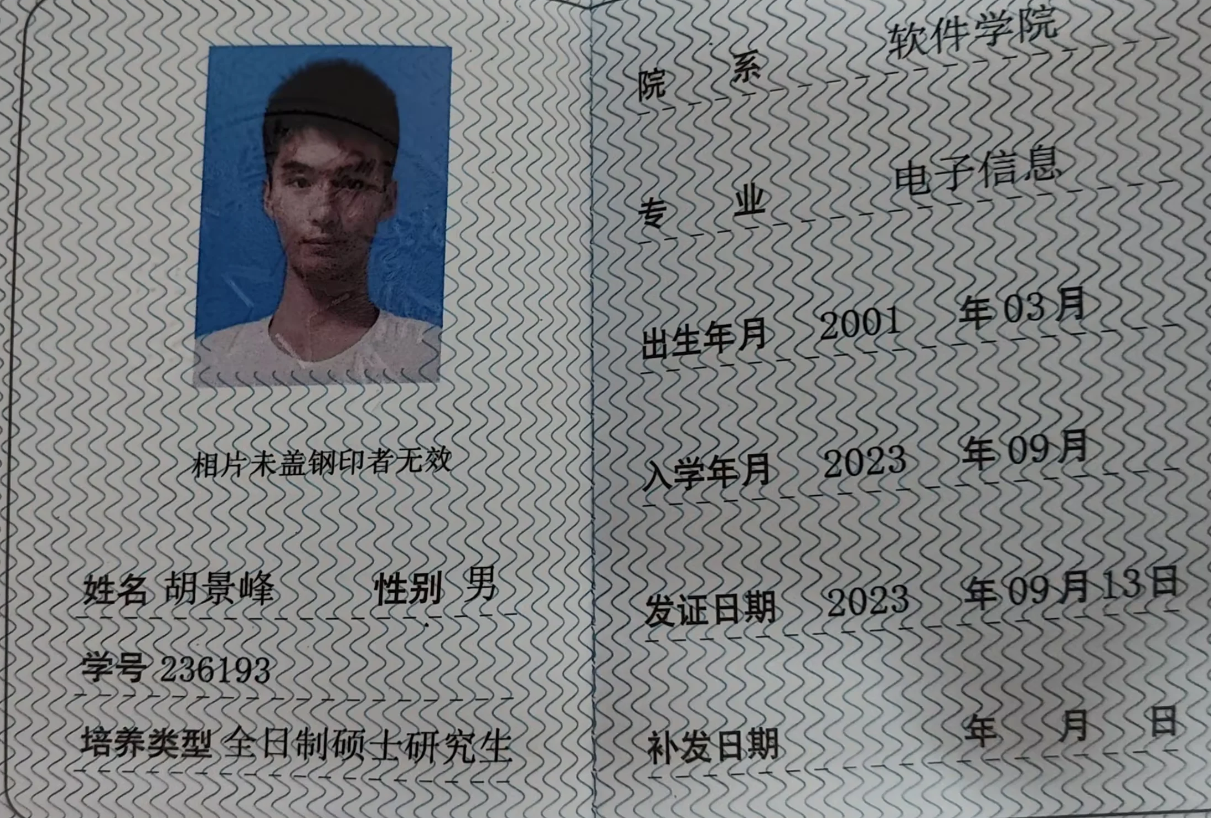 相片未盖钢印者无效
姓名 胡景峰 性别 男
学号 236193
培养类型 全日制硕士研究生
院 系 软件学院
专 业 电子信息
出生年月 2001 年 03 月
入学年月 2023 年 09 月
发证日期 2023 年 09 月 13 日
补发日期 年 月 日